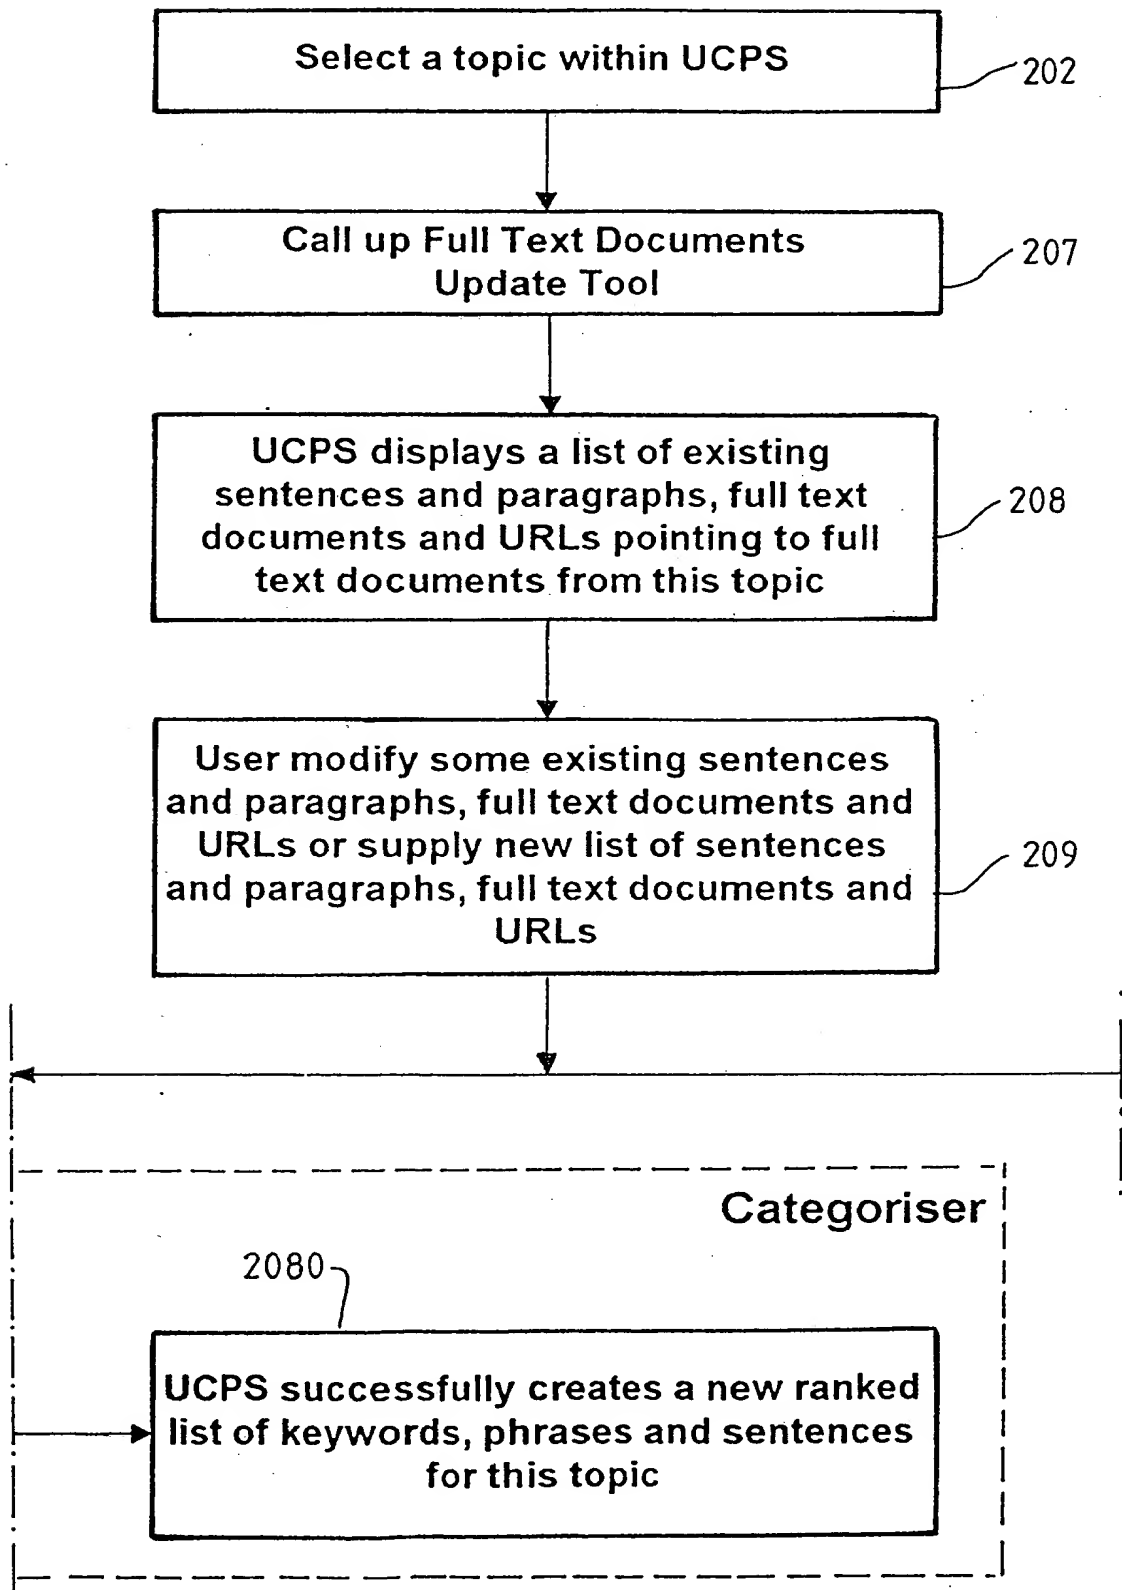 Select a topic within UCPS
202
Call up Full Text Documents
Update Tool
207
UCPS displays a list of existing
sentences and paragraphs, full text
documents and URLs pointing to full
text documents from this topic
208
User modify some existing sentences
and paragraphs, full text documents and
URLs or supply new list of sentences
and paragraphs, full text documents and
URLs
209
Categoriser
2080
UCPS successfully creates a new ranked
list of keywords, phrases and sentences
for this topic